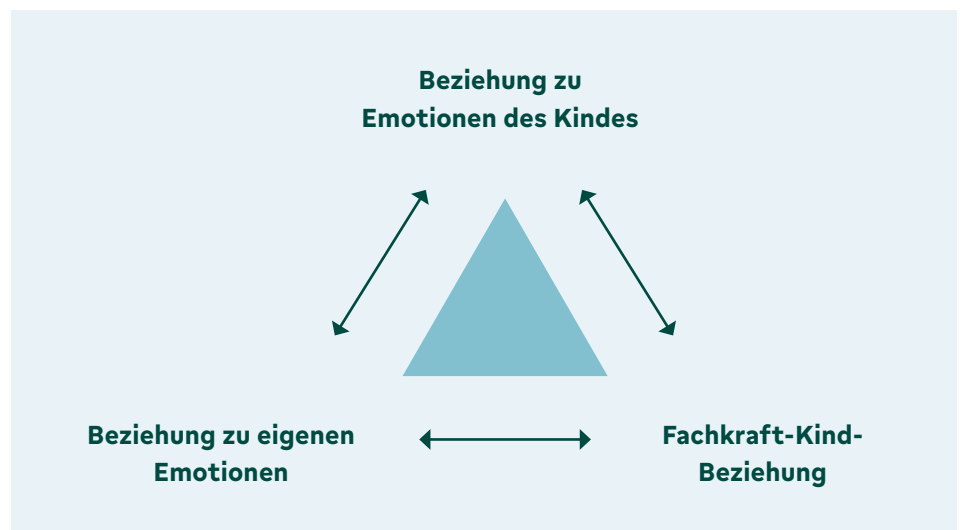 Beziehung zu
Emotionen des Kindes
Beziehung zu eigenen
Emotionen
Fachkraft-Kind-
Beziehung